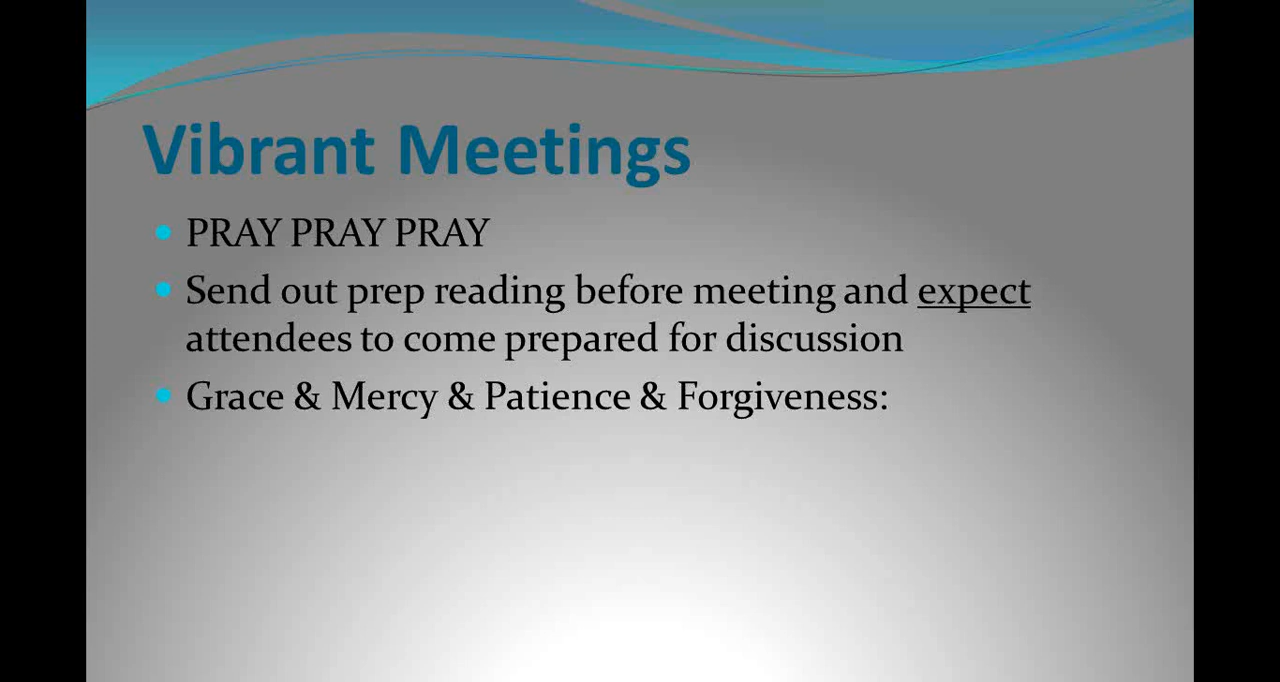 Vibrant Meetings
PRAY PRAY PRAY
Send out prep reading before meeting and expect
attendees to come prepared for discussion
Grace & Mercy & Patience & Forgiveness: